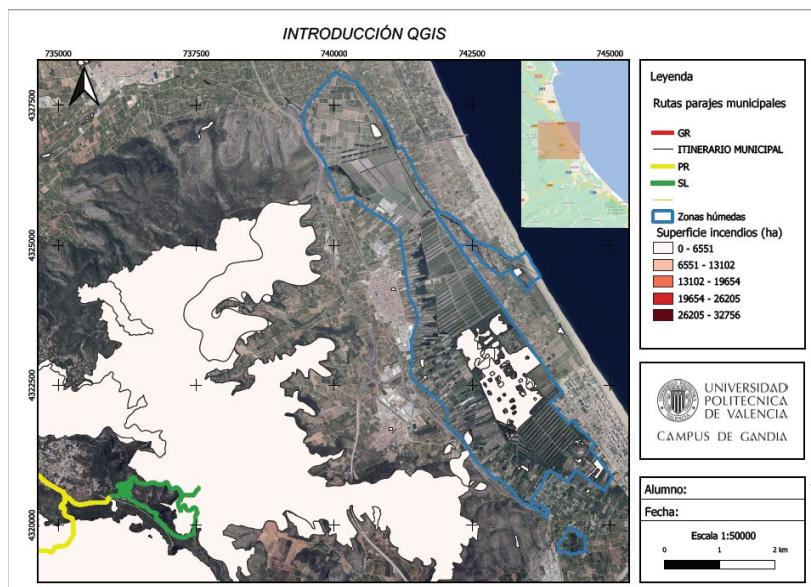 INTRODUCCIÓN QGIS
735000 737500 740000 742500 745000
4327500
4325000
4322500
4320000
Leyenda
Rutas parajes municipales
GR
ITINERARIO MUNICIPAL
PR
SL
Zonas húmedas
Superficie incendios (ha)
0 - 6551
6551 - 13102
13102 - 19654
19654 - 26205
26205 - 32756
UNIVERSIDAD
POLITECNICA
DE VALENCIA
CAMPUS DE GANDIA
Alumno:
Fecha:
Escala 1:50000
0 1 2 km